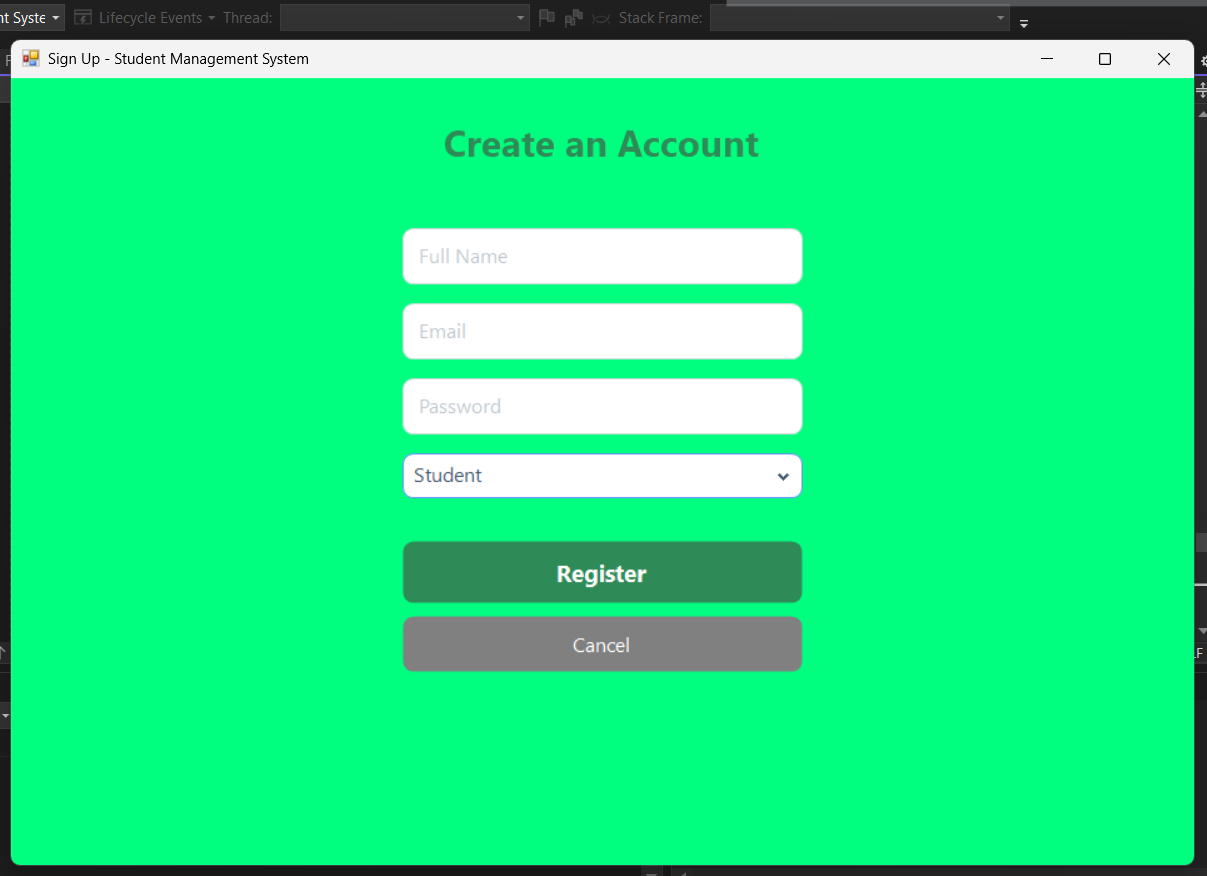 nt Syste Lifecycle Events Thread: Stack Frame:
Sign Up - Student Management System
Create an Account
Full Name
Email
Password
Student
Register
Cancel